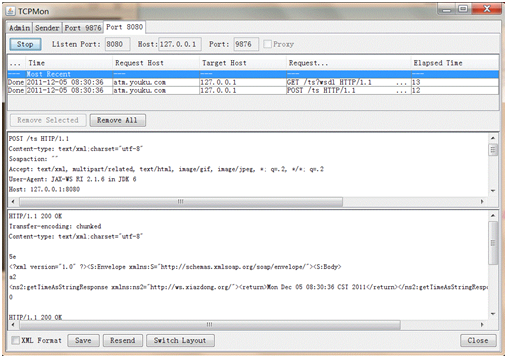 TCPMon
Admin Sender Port 9876 Port 8080
Stop Listen Port: 8080 Host: 127.0.0.1 Port: 9876 Proxy
... Time Request Host Target Host Request... Elapsed Time
--- Most Recent --- --- --- ---
Done 2011-12-05 08:30:36 atm.youku.com 127.0.0.1 GET /ts?wsdl HTTP/1.1 ... 13
Done 2011-12-05 08:30:36 atm.youku.com 127.0.0.1 POST /ts HTTP/1.1 ... 12
Remove Selected Remove All
POST /ts HTTP/1.1
Content-type: text/xml;charset="utf-8"
Soapaction: ""
Accept: text/xml, multipart/related, text/html, image/gif, image/jpeg, *; q=.2, */*; q=.2
User-Agent: JAX-WS RI 2.1.6 in JDK 6
Host: 127.0.0.1:8080
HTTP/1.1 200 OK
Transfer-encoding: chunked
Content-type: text/xml;charset="utf-8"
5e
<?xml version="1.0" ?><S:Envelope xmlns:S="http://schemas.xmlsoap.org/soap/envelope/"><S:Body>
a2
<ns2:getTimeAsStringResponse xmlns:ns2="http://ws.xiazdong.org/"><return>Mon Dec 05 08:30:36 CST 2011</return></ns2:getTimeAsStringRespo
0
HTTP/1.1 200 OK
XML Format Save Resend Switch Layout Close